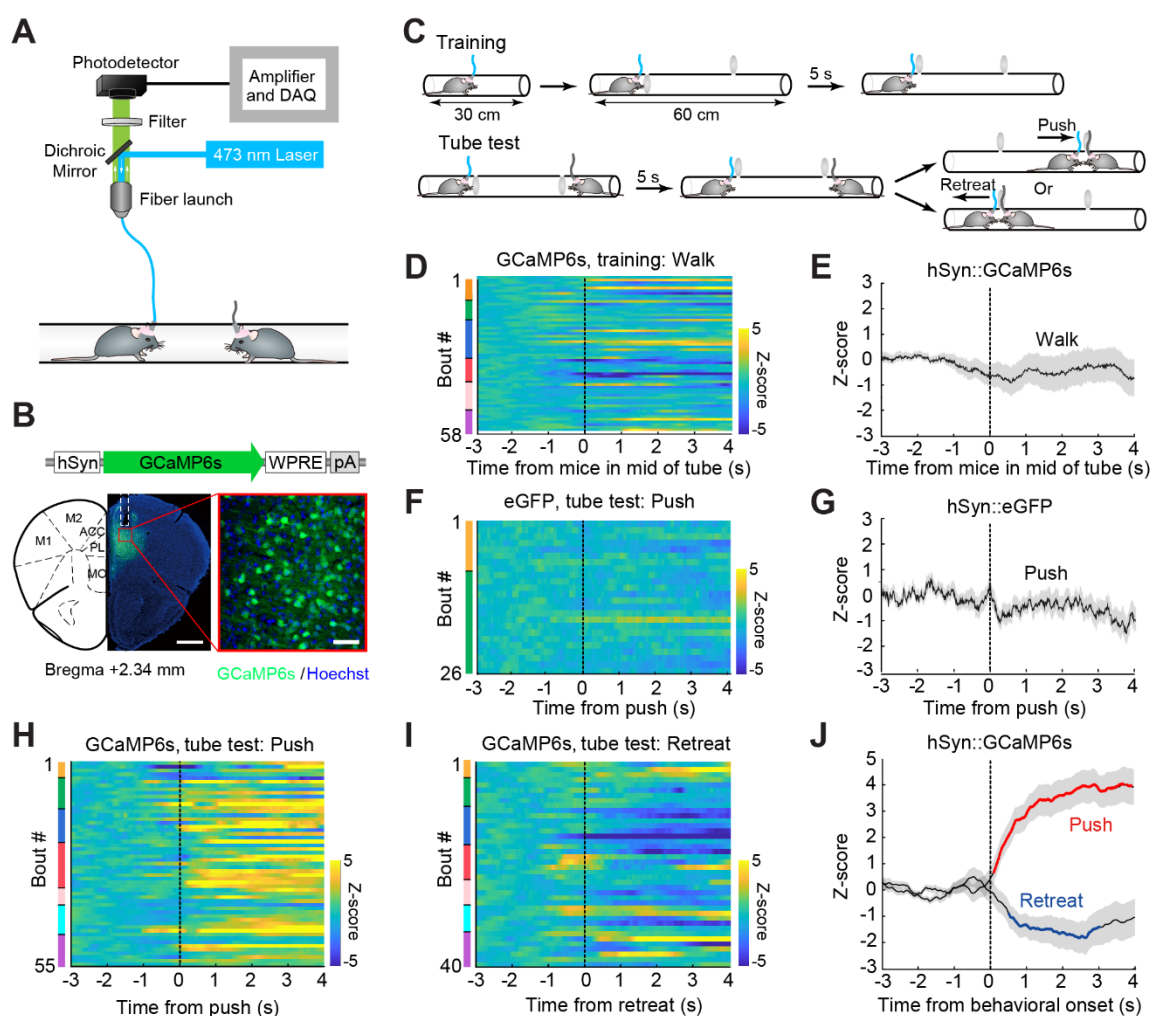 A
Photodetector
Amplifier
and DAQ
Filter
Dichroic
Mirror
473 nm Laser
Fiber launch
B
hSyn
GCaMP6s
WPRE
pA
M2
M1
ACC
PL
MO
Bregma +2.34 mm
GCaMP6s /Hoechst
C
Training
30 cm
60 cm
5 s
Tube test
5 s
Push
Retreat
Or
D
GCaMP6s, training: Walk
Bout #
1
58
-3 -2 -1 0 1 2 3 4
Time from mice in mid of tube (s)
5
Z-score
-5
E
hSyn::GCaMP6s
Walk
Z-score
3
2
1
0
-1
-2
-3
-3 -2 -1 0 1 2 3 4
Time from mice in mid of tube (s)
F
eGFP, tube test: Push
Bout #
1
26
-3 -2 -1 0 1 2 3 4
Time from push (s)
5
Z-score
-5
G
hSyn::eGFP
Push
Z-score
3
2
1
0
-1
-2
-3
-3 -2 -1 0 1 2 3 4
Time from push (s)
H
GCaMP6s, tube test: Push
Bout #
1
55
-3 -2 -1 0 1 2 3 4
Time from push (s)
5
Z-score
-5
I
GCaMP6s, tube test: Retreat
Bout #
1
40
-3 -2 -1 0 1 2 3 4
Time from retreat (s)
5
Z-score
-5
J
hSyn::GCaMP6s
Push
Retreat
Z-score
5
4
3
2
1
0
-1
-2
-3
-3 -2 -1 0 1 2 3 4
Time from behavioral onset (s)